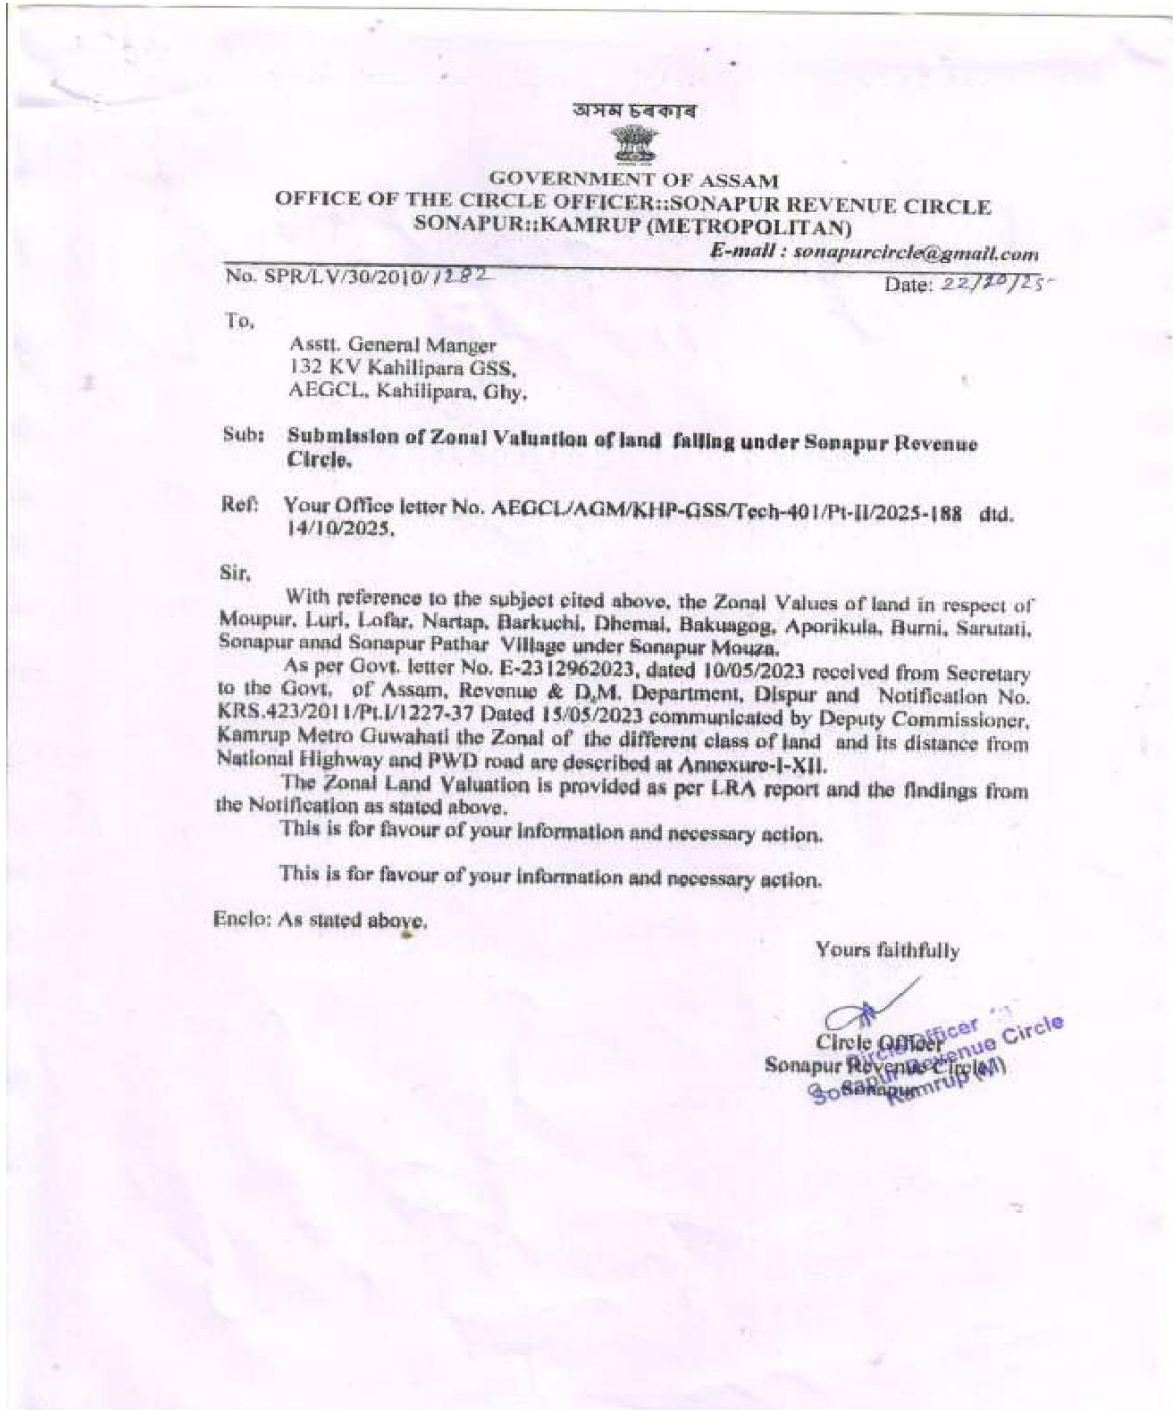 অসম চৰকাৰ
GOVERNMENT OF ASSAM
OFFICE OF THE CIRCLE OFFICER::SONAPUR REVENUE CIRCLE
SONAPUR::KAMRUP (METROPOLITAN)
E-mail : sonapurcircle@gmail.com
No. SPR/LV/30/2010/1282
Date: 22/10/25
To,
Asstt. General Manger
132 KV Kahilipara GSS,
AEGCL, Kahilipara, Ghy.
Sub: Submission of Zonal Valuation of land falling under Sonapur Revenue
Circle.
Ref: Your Office letter No. AEGCL/AGM/KHP-GSS/Tech-401/Pt-II/2025-188 dtd.
14/10/2025.
Sir,
With reference to the subject cited above, the Zonal Values of land in respect of
Moupur, Luri, Lofar, Nartap, Barkuchi, Dhemai, Bakuagog, Aporikula, Burni, Sarutati,
Sonapur anad Sonapur Pathar Village under Sonapur Mouza.
As per Govt. letter No. E-2312962023, dated 10/05/2023 received from Secretary
to the Govt. of Assam, Revenue & D.M. Department, Dispur and Notification No.
KRS.423/2011/Pt.I/1227-37 Dated 15/05/2023 communicated by Deputy Commissioner,
Kamrup Metro Guwahati the Zonal of the different class of land and its distance from
National Highway and PWD road are described at Annexure-I-XII.
The Zonal Land Valuation is provided as per LRA report and the findings from
the Notification as stated above.
This is for favour of your information and necessary action.
This is for favour of your information and necessary action.
Enclo: As stated above.
Yours faithfully
Circle Officer
Sonapur Revenue Circle
Sonapur
Circle Officer
Sonapur Revenue Circle
Kamrup (M)